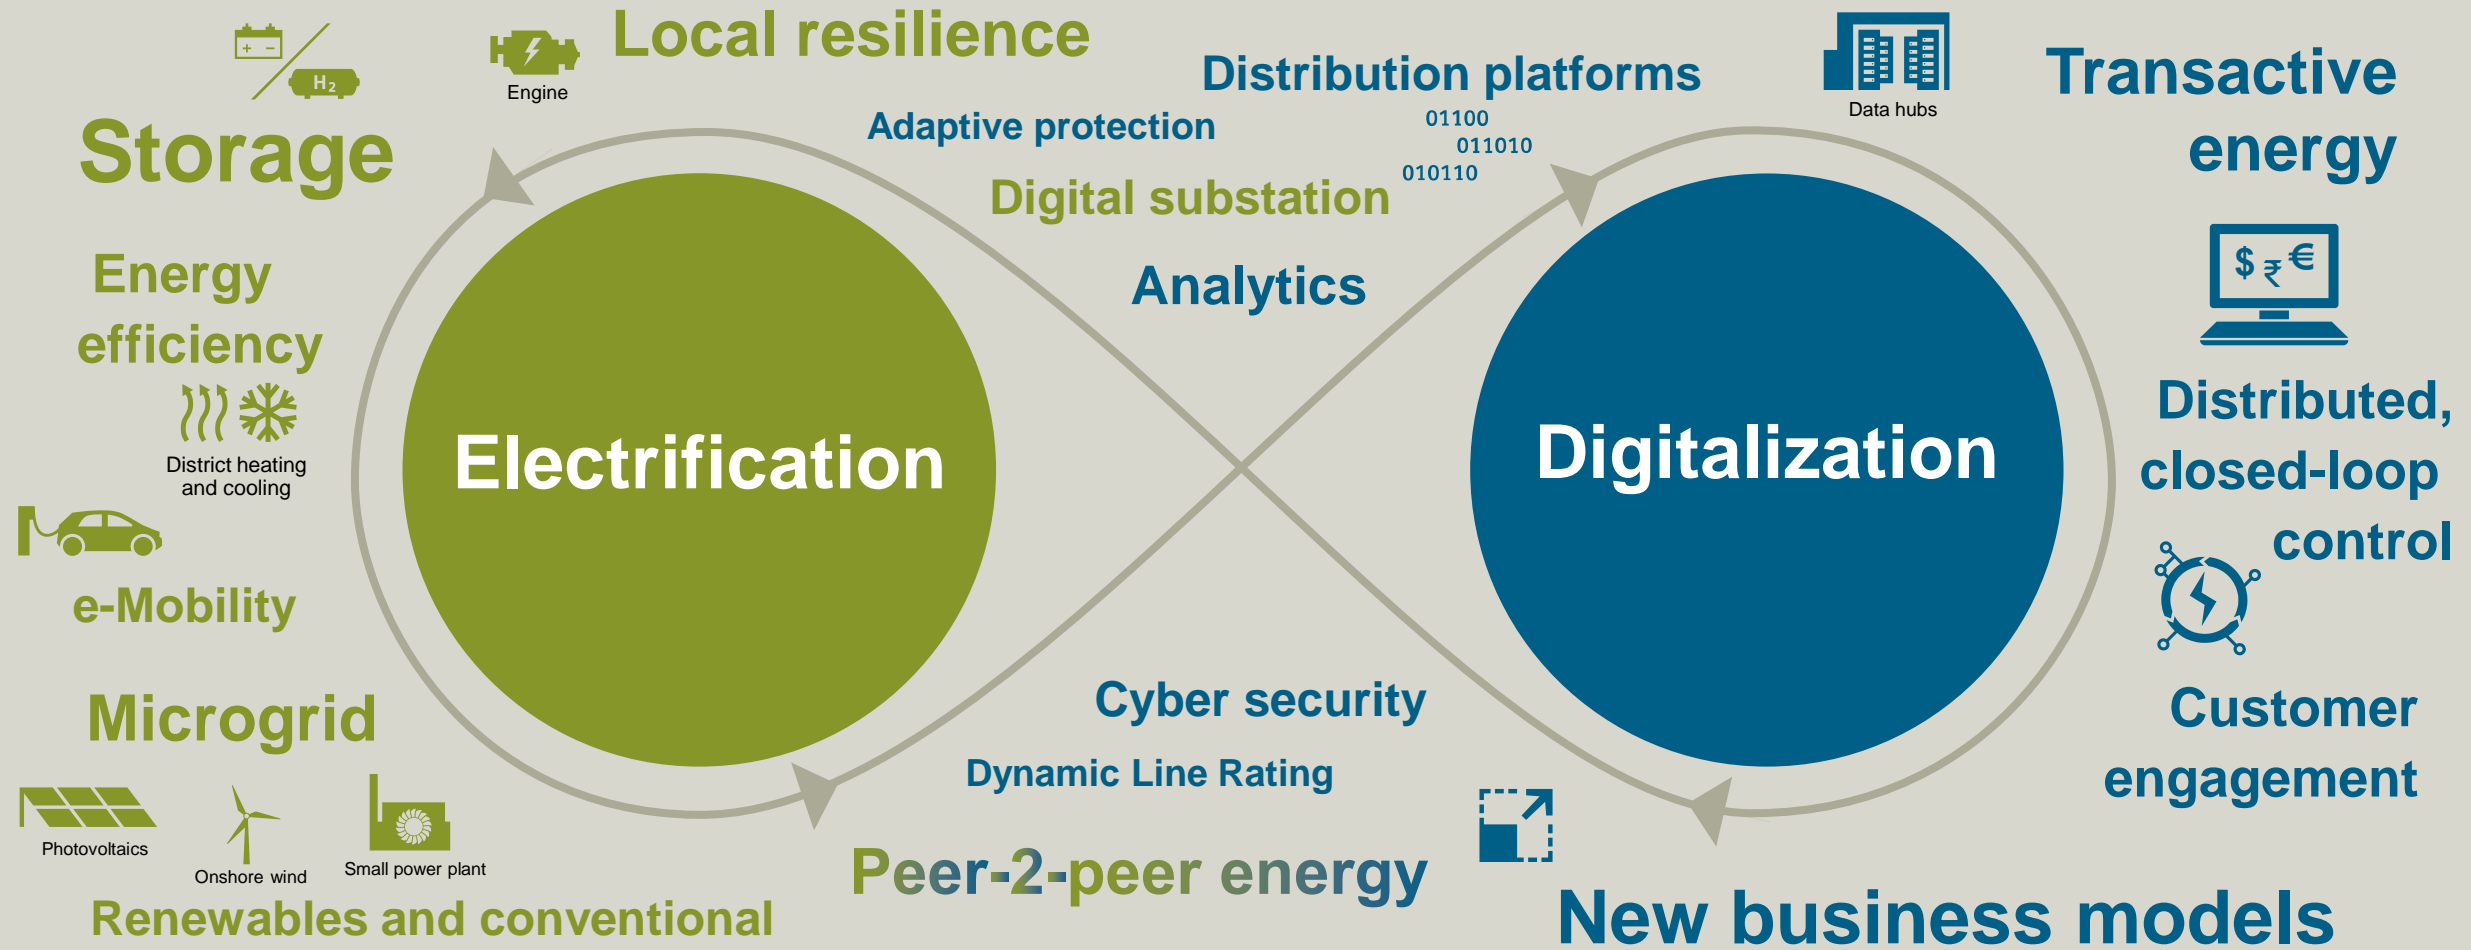 Local resilience
Engine
+ −
H2
Storage
Energy
efficiency
District heating
and cooling
e-Mobility
Microgrid
Photovoltaics
Onshore wind
Small power plant
Renewables and conventional
Electrification
Distribution platforms
Adaptive protection
01100
011010
010110
Digital substation
Analytics
Cyber security
Dynamic Line Rating
Peer-2-peer energy
Digitalization
Data hubs
Transactive
energy
$ ₹ €
Distributed,
closed-loop
control
Customer
engagement
New business models